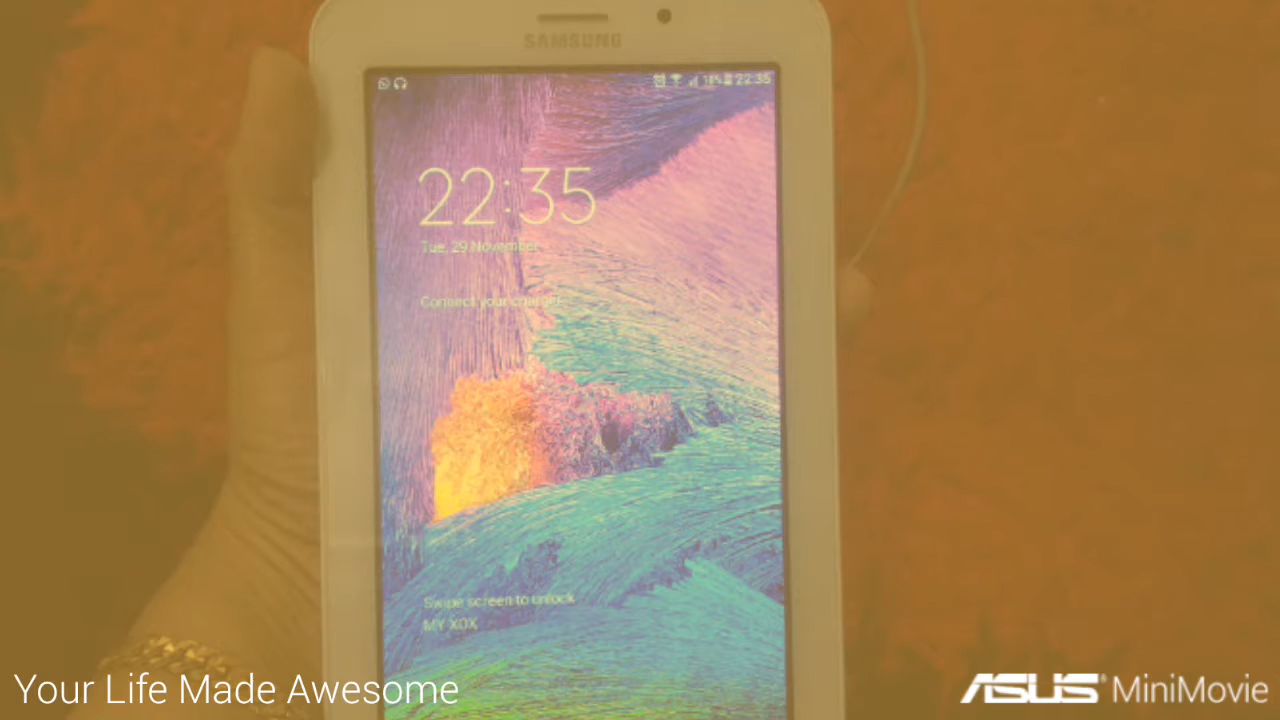 SAMSUNG
18% 22:35
22:35
Tue, 29 November
Connect your charger
Swipe screen to unlock
MY XOX
Your Life Made Awesome
ASUS MiniMovie